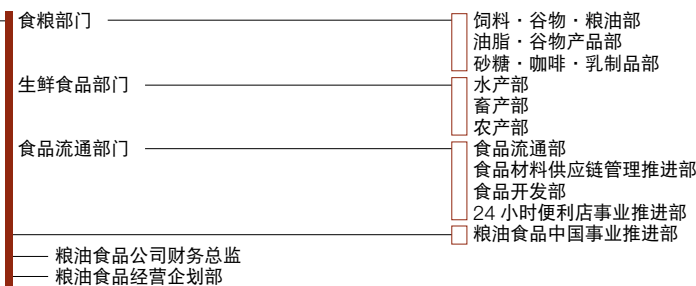 食粮部门
饲料・谷物・粮油部
油脂・谷物产品部
砂糖・咖啡・乳制品部
生鲜食品部门
水产部
畜产部
农产部
食品流通部门
食品流通部
食品材料供应链管理推进部
食品开发部
24 小时便利店事业推进部
粮油食品中国事业推进部
粮油食品公司财务总监
粮油食品经营企划部